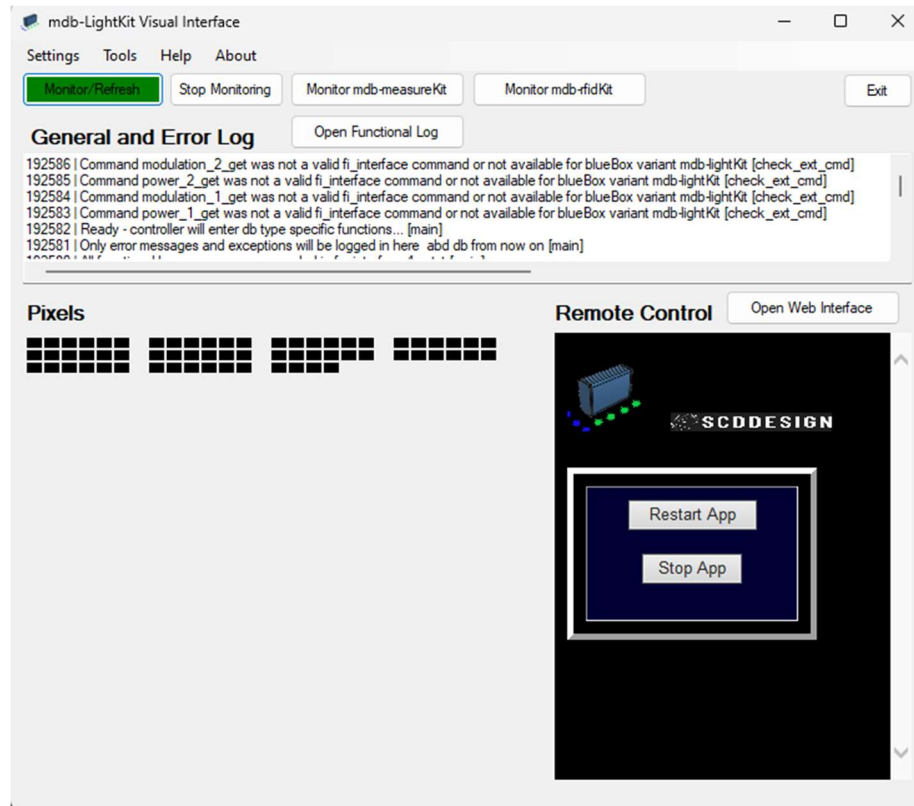 mdb-LightKit Visual Interface
Settings Tools Help About
Monitor/Refresh Stop Monitoring Monitor mdb-measureKit Monitor mdb-rfidKit Exit
General and Error Log Open Functional Log
192586 | Command modulation_2_get was not a valid fi_interface command or not available for blueBox variant mdb-lightKit [check_ext_cmd]
192585 | Command power_2_get was not a valid fi_interface command or not available for blueBox variant mdb-lightKit [check_ext_cmd]
192584 | Command modulation_1_get was not a valid fi_interface command or not available for blueBox variant mdb-lightKit [check_ext_cmd]
192583 | Command power_1_get was not a valid fi_interface command or not available for blueBox variant mdb-lightKit [check_ext_cmd]
192582 | Ready - controller will enter db type specific functions... [main]
192581 | Only error messages and exceptions will be logged in here abd db from now on [main]
Pixels
Remote Control Open Web Interface
SCDDESIGN
Restart App
Stop App